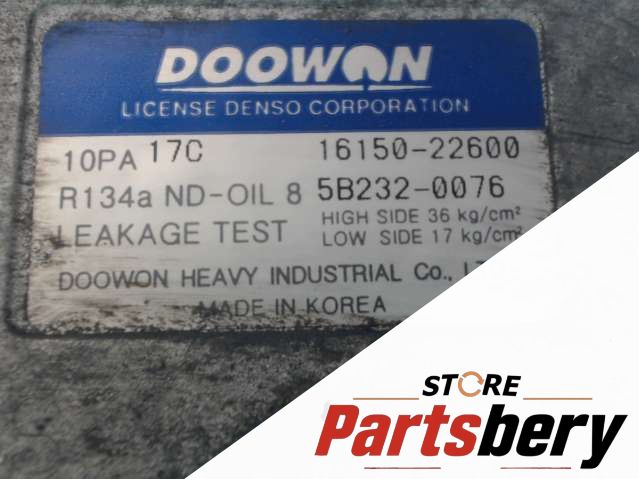 DOOWON
LICENSE DENSO CORPORATION
10PA 17C 16150-22600
R134a ND-OIL 8 5B232-0076
LEAKAGE TEST HIGH SIDE 36 kg/cm²
LOW SIDE 17 kg/cm²
DOOWON HEAVY INDUSTRIAL Co.,
MADE IN KOREA
STORE
Partsbery